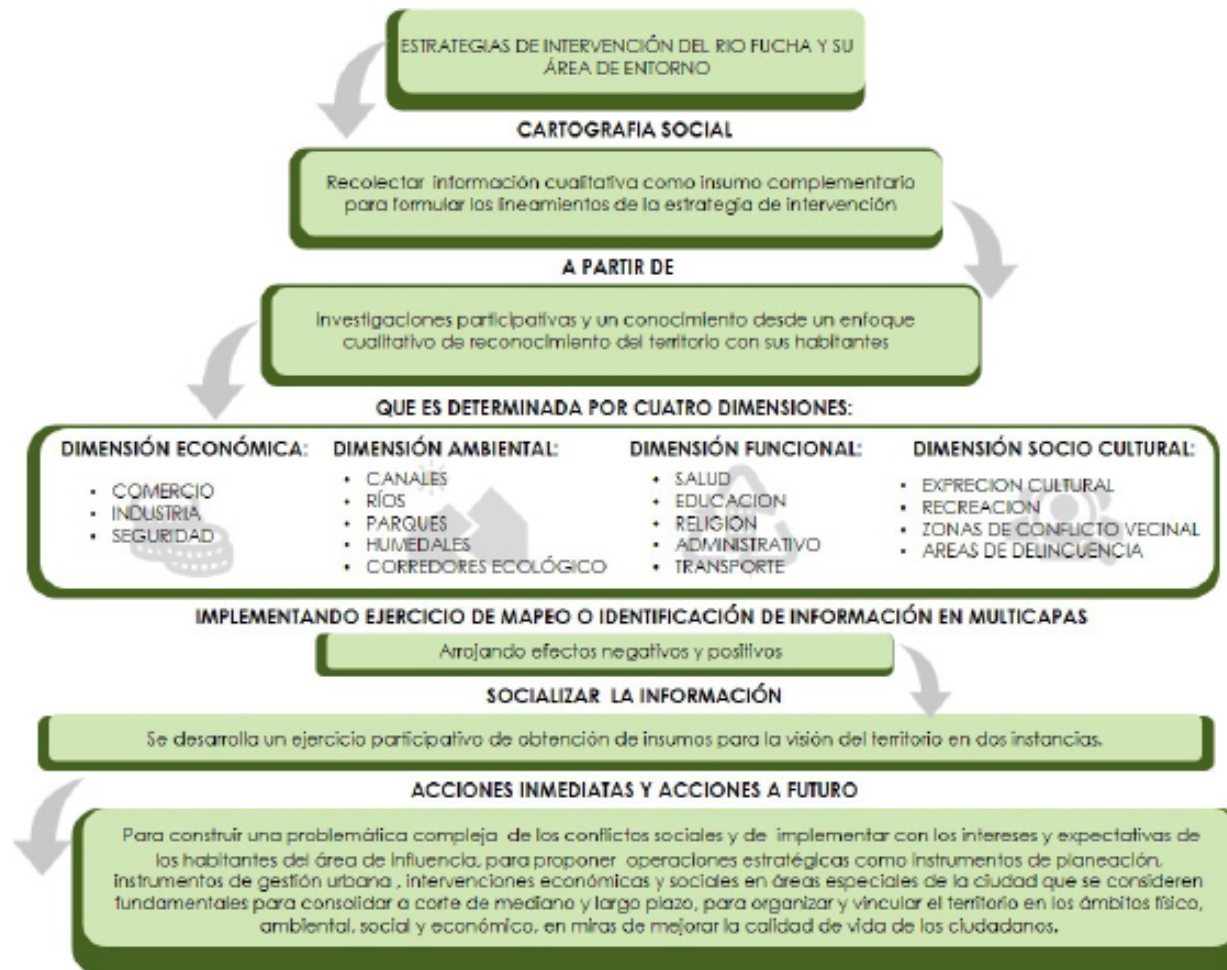 ESTRATEGIAS DE INTERVENCIÓN DEL RIO FUCHA Y SU
ÁREA DE ENTORNO
CARTOGRAFIA SOCIAL
Recolectar información cualitativa como insumo complementario
para formular los lineamientos de la estrategia de intervención
A PARTIR DE
Investigaciones participativas y un conocimiento desde un enfoque
cualitativo de reconocimiento del territorio con sus habitantes
QUE ES DETERMINADA POR CUATRO DIMENSIONES:
DIMENSIÓN ECONÓMICA:
• COMERCIO
• INDUSTRIA
• SEGURIDAD
DIMENSIÓN AMBIENTAL:
• CANALES
• RÍOS
• PARQUES
• HUMEDALES
• CORREDORES ECOLÓGICO
DIMENSIÓN FUNCIONAL:
• SALUD
• EDUCACION
• RELIGION
• ADMINISTRATIVO
• TRANSPORTE
DIMENSIÓN SOCIO CULTURAL:
• EXPRECION CULTURAL
• RECREACION
• ZONAS DE CONFLICTO VECINAL
• AREAS DE DELINCUENCIA
IMPLEMENTANDO EJERCICIO DE MAPEO O IDENTIFICACIÓN DE INFORMACIÓN EN MULTICAPAS
Arrojando efectos negativos y positivos
SOCIALIZAR LA INFORMACIÓN
Se desarrolla un ejercicio participativo de obtención de insumos para la visión del territorio en dos instancias.
ACCIONES INMEDIATAS Y ACCIONES A FUTURO
Para construir una problemática compleja de los conflictos sociales y de implementar con los intereses y expectativas de
los habitantes del área de influencia, para proponer operaciones estratégicas como instrumentos de planeación,
instrumentos de gestión urbana , intervenciones económicas y sociales en áreas especiales de la ciudad que se consideren
fundamentales para consolidar a corte de mediano y largo plazo, para organizar y vincular el territorio en los ámbitos físico,
ambiental, social y económico, en miras de mejorar la calidad de vida de los ciudadanos.